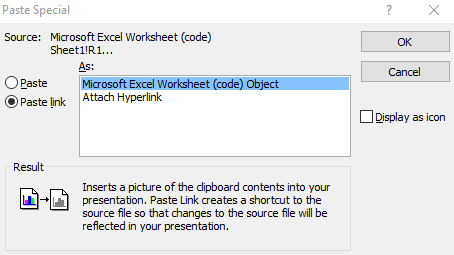 Paste Special
?
Source: Microsoft Excel Worksheet (code)
Sheet1!R1...
As:
Paste
Paste link
Microsoft Excel Worksheet (code) Object
Attach Hyperlink
OK
Cancel
Display as icon
Result
Inserts a picture of the clipboard contents into your
presentation. Paste Link creates a shortcut to the
source file so that changes to the source file will be
reflected in your presentation.